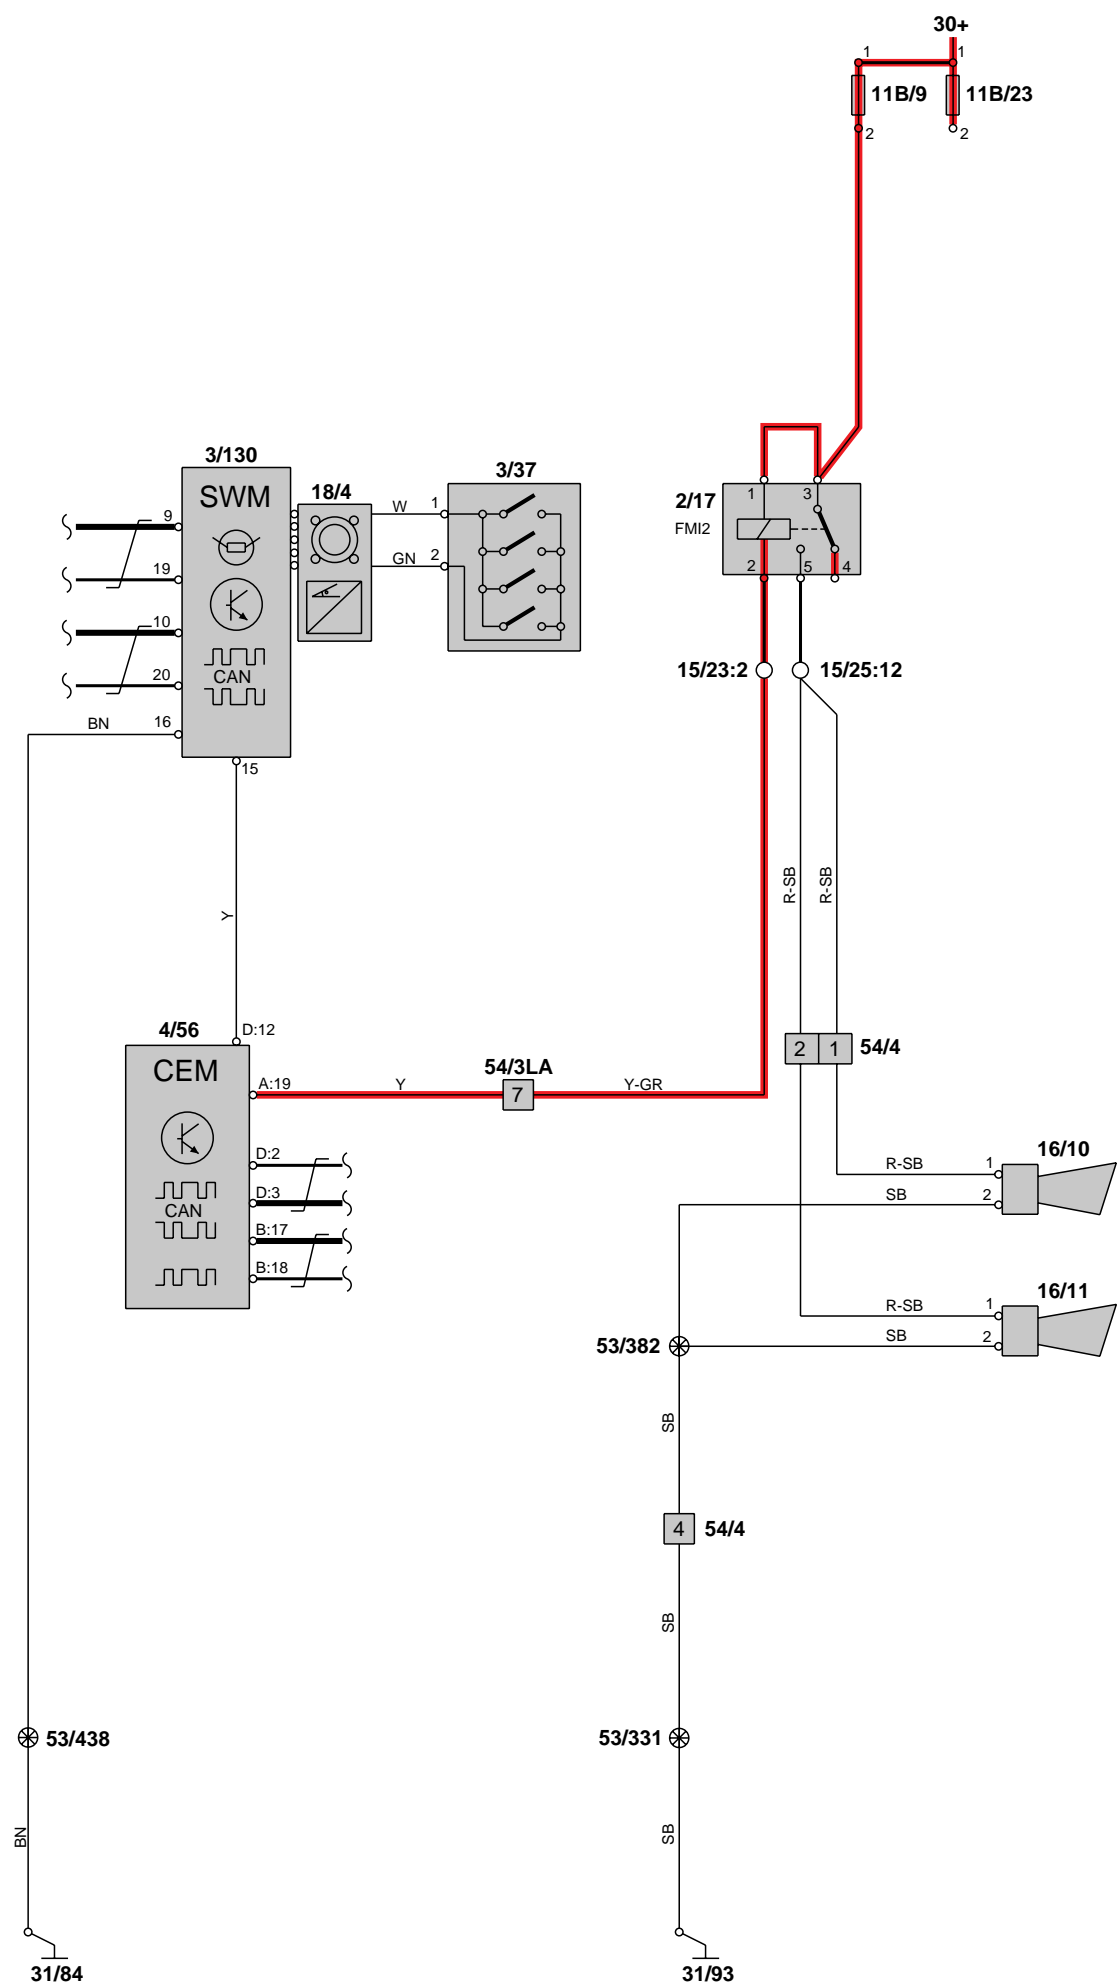 30+
1 1
11B/9 11B/23
2 2
3/130
SWM
18/4
3/37
9
W 1
2/17
FMI2
1 3
GN 2
19
2 5 4
10
CAN
20
15/23:2 15/25:12
BN 16
15
R-SB R-SB
Y
4/56
D:12
CEM
A:19 Y
54/3LA
7
Y-GR
2 1 54/4
D:2
D:3
CAN
B:17
B:18
16/10
R-SB 1
SB 2
16/11
R-SB 1
53/382
SB 2
SB
4 54/4
SB
53/438
53/331
BN
SB
31/84
31/93